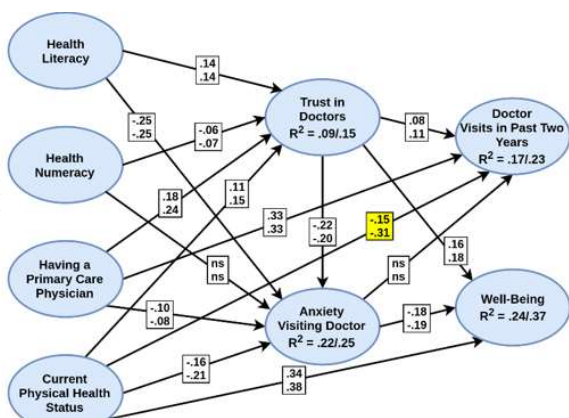 Health
Literacy
Health
Numeracy
Having a
Primary Care
Physician
Current
Physical Health
Status
.14
.14
-.25
-.25
-.06
-.07
.18
.24
.11
.15
.33
.33
ns
ns
-.10
-.08
-.16
-.21
.34
.38
Trust in
Doctors
R² = .09/.15
-.22
-.20
Anxiety
Visiting Doctor
R² = .22/.25
.08
.11
-.15
-.31
ns
ns
.16
.18
-.18
-.19
Doctor
Visits in Past Two
Years
R² = .17/.23
Well-Being
R² = .24/.37